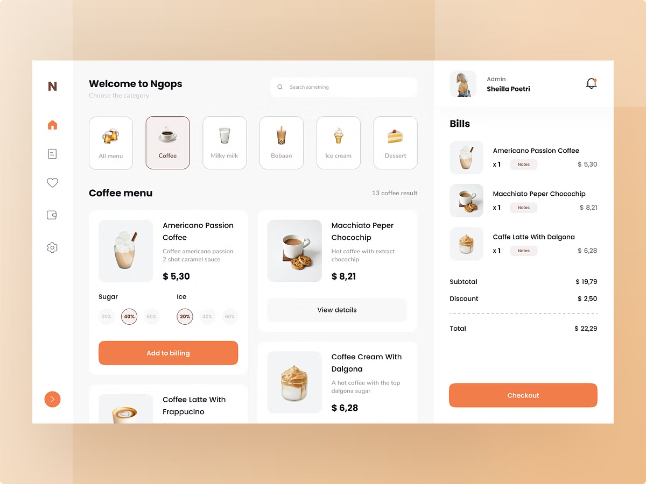 N
Welcome to Ngops
Choose the category
Search something
All menu
Coffee
Milky milk
Bobaan
Ice cream
Dessert
Coffee menu
13 coffee result
Americano Passion
Coffee
Coffee americano passion
2 shot caramel sauce
$ 5,30
Sugar
Ice
40%
20%
40%
60%
Add to billing
Macchiato Peper
Chocochip
Hot coffee with extract
chocochip
$ 8,21
View details
Coffee Latte With
Frappucino
Coffee Cream With
Dalgona
A hot coffee with the top
dalgona sugar
$ 6,28
Admin
Sheilla Poetri
Bills
Americano Passion Coffee
x 1
Notes
$ 5,30
Macchiato Peper Chocochip
x 1
Notes
$ 8,21
Caffe Latte With Dalgona
x 1
Notes
$ 6,28
Subtotal
$ 19,79
Discount
$ 2,50
Total
$ 22,29
Checkout